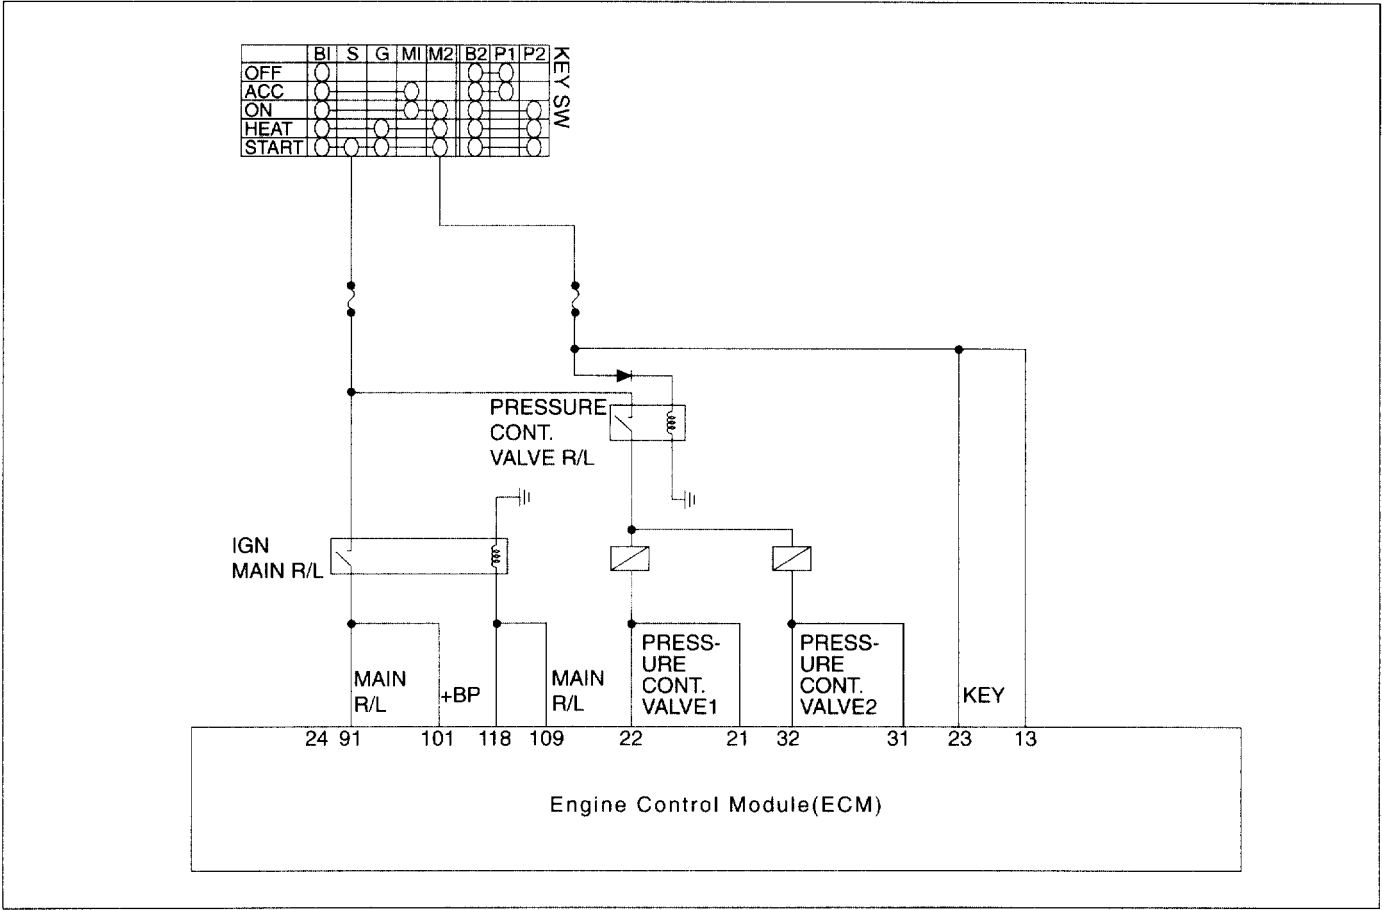 BI S G MI M2 B2 P1 P2
OFF
ACC
ON
HEAT
START
KEY SW
PRESSURE
CONT.
VALVE R/L
IGN
MAIN R/L
MAIN
R/L
+BP
MAIN
R/L
PRESS-
URE
CONT.
VALVE1
PRESS-
URE
CONT.
VALVE2
KEY
24 91 101 118 109 22 21 32 31 23 13
Engine Control Module(ECM)